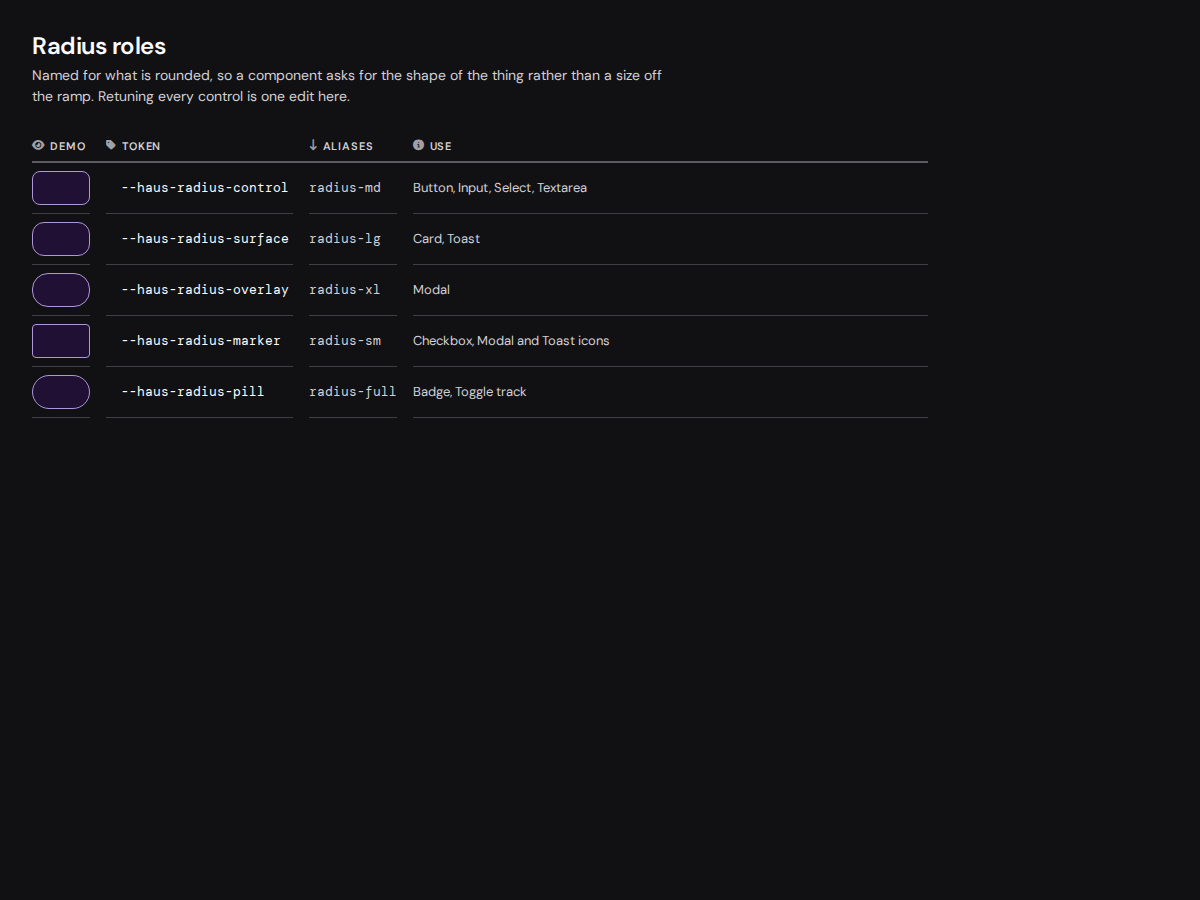 Radius roles
Named for what is rounded, so a component asks for the shape of the thing rather than a size off
the ramp. Retuning every control is one edit here.
DEMO TOKEN ALIASES USE
--haus-radius-control radius-md Button, Input, Select, Textarea
--haus-radius-surface radius-lg Card, Toast
--haus-radius-overlay radius-xl Modal
--haus-radius-marker radius-sm Checkbox, Modal and Toast icons
--haus-radius-pill radius-full Badge, Toggle track